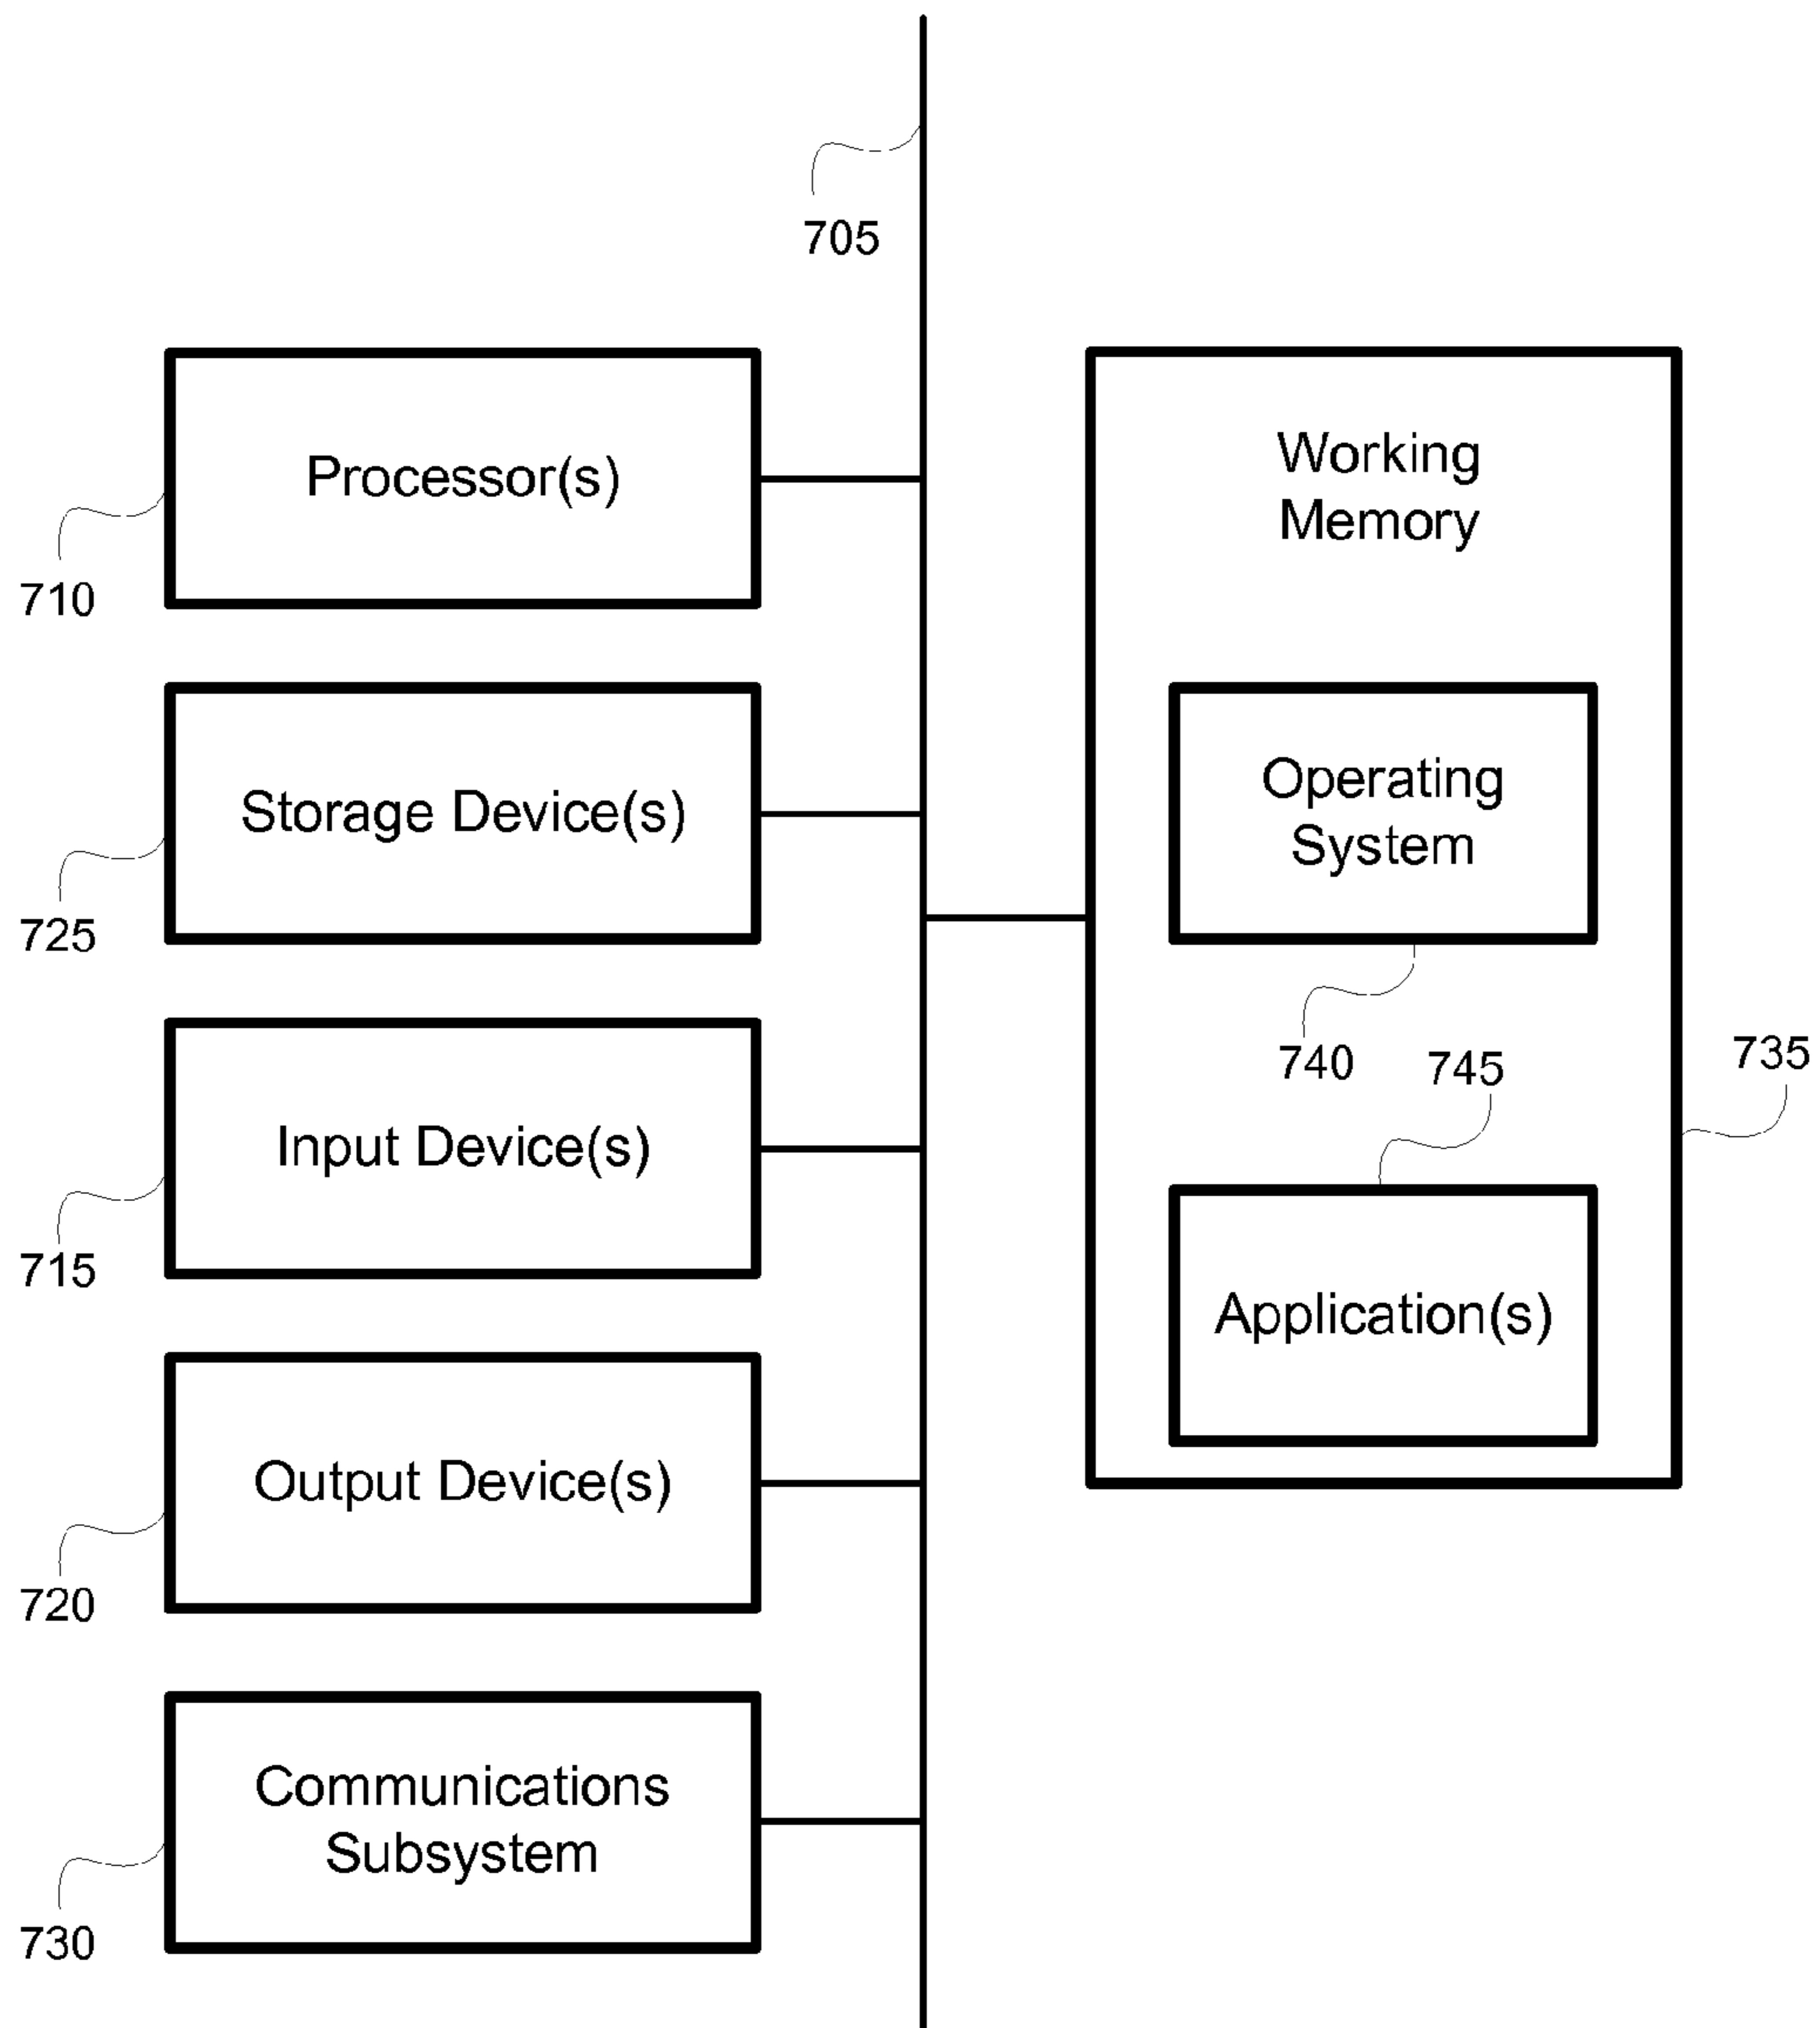 705
Processor(s)
710
Storage Device(s)
725
Input Device(s)
715
Output Device(s)
720
Communications
Subsystem
730
Working
Memory
Operating
System
740
745
735
Application(s)